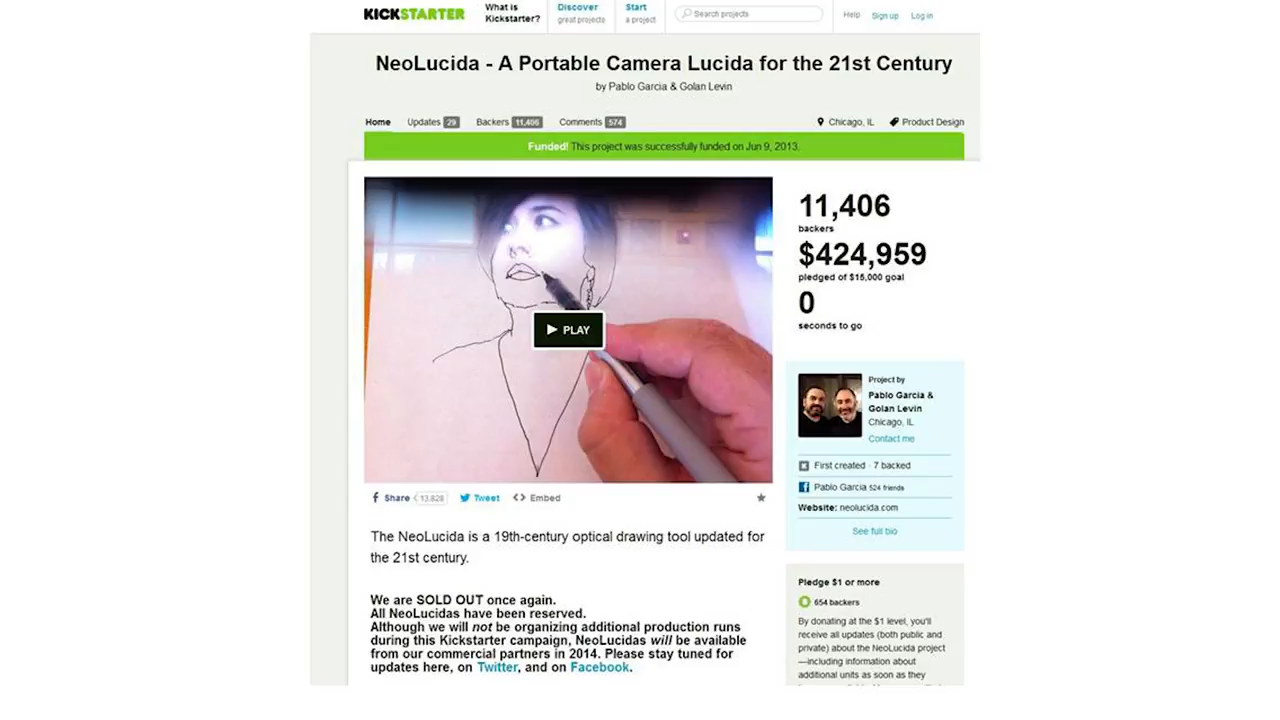 KICKSTARTER
What is
Kickstarter?
Discover
great projects
Start
a project
Search projects
Help
Sign up
Log in
NeoLucida - A Portable Camera Lucida for the 21st Century
by Pablo Garcia & Golan Levin
Home
Updates 29
Backers 11,406
Comments 574
Chicago, IL
Product Design
Funded! This project was successfully funded on Jun 9, 2013.
PLAY
Share 13,828
Tweet
Embed
The NeoLucida is a 19th-century optical drawing tool updated for
the 21st century.
We are SOLD OUT once again.
All NeoLucidas have been reserved.
Although we will not be organizing additional production runs
during this Kickstarter campaign, NeoLucidas will be available
from our commercial partners in 2014. Please stay tuned for
updates here, on Twitter, and on Facebook.
11,406
backers
$424,959
pledged of $15,000 goal
0
seconds to go
Project by
Pablo Garcia &
Golan Levin
Chicago, IL
Contact me
First created · 7 backed
Pablo Garcia 524 friends
Website: neolucida.com
See full bio
Pledge $1 or more
654 backers
By donating at the $1 level, you'll
receive all updates (both public and
private) about the NeoLucida project
—including information about
additional units as soon as they